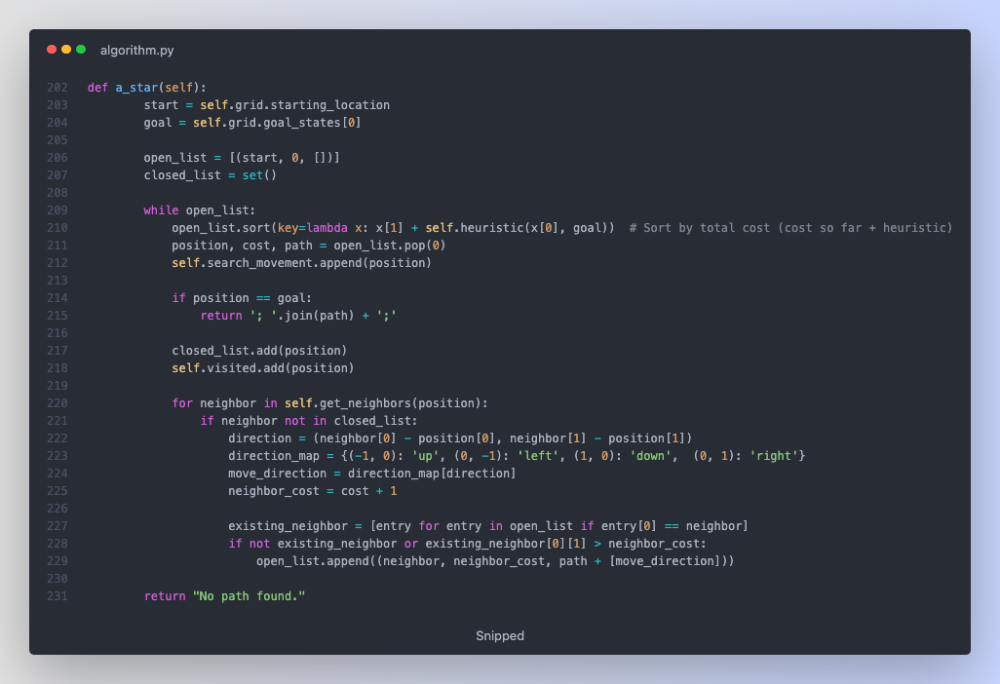 algorithm.py
202 def a_star(self):
203         start = self.grid.starting_location
204         goal = self.grid.goal_states[0]
205
206         open_list = [(start, 0, [])]
207         closed_list = set()
208
209         while open_list:
210             open_list.sort(key=lambda x: x[1] + self.heuristic(x[0], goal))  # Sort by total cost (cost so far + heuristic)
211             position, cost, path = open_list.pop(0)
212             self.search_movement.append(position)
213
214             if position == goal:
215                 return '; '.join(path) + ';'
216
217             closed_list.add(position)
218             self.visited.add(position)
219
220             for neighbor in self.get_neighbors(position):
221                 if neighbor not in closed_list:
222                     direction = (neighbor[0] - position[0], neighbor[1] - position[1])
223                     direction_map = {(-1, 0): 'up', (0, -1): 'left', (1, 0): 'down',  (0, 1): 'right'}
224                     move_direction = direction_map[direction]
225                     neighbor_cost = cost + 1
226
227                     existing_neighbor = [entry for entry in open_list if entry[0] == neighbor]
228                     if not existing_neighbor or existing_neighbor[0][1] > neighbor_cost:
229                         open_list.append((neighbor, neighbor_cost, path + [move_direction]))
230
231         return "No path found."
Snipped